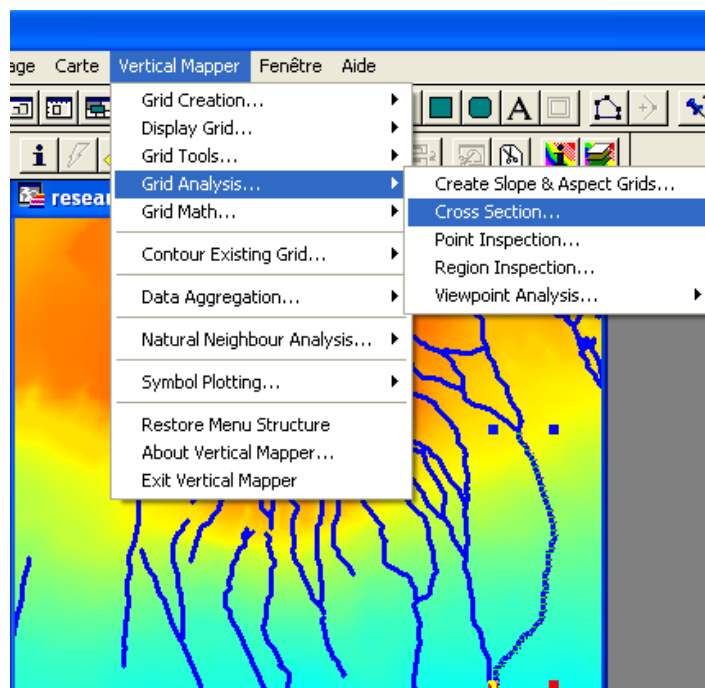 age Carte Vertical Mapper Fenêtre Aide
A
i
resear
Grid Creation...
Display Grid...
Grid Tools...
Grid Analysis...
Grid Math...
Contour Existing Grid...
Data Aggregation...
Natural Neighbour Analysis...
Symbol Plotting...
Restore Menu Structure
About Vertical Mapper...
Exit Vertical Mapper
Create Slope & Aspect Grids...
Cross Section...
Point Inspection...
Region Inspection...
Viewpoint Analysis...